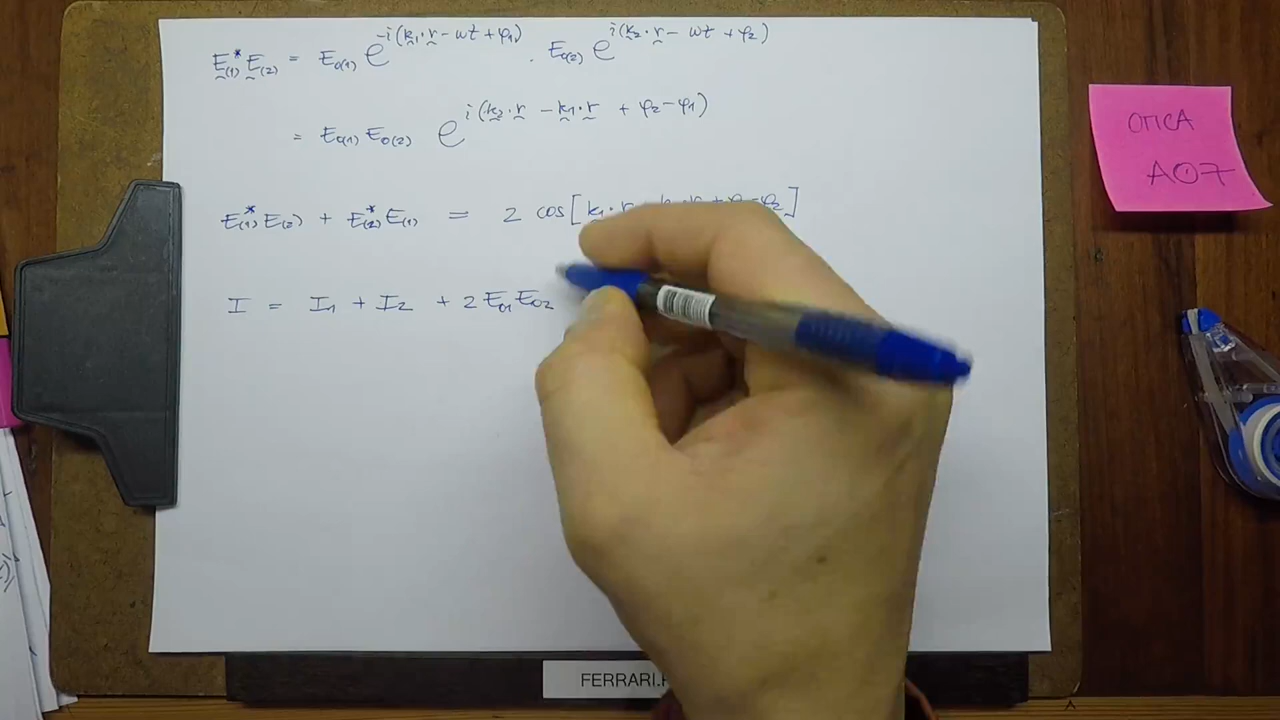 E(1)* E(2) = E0(1) e^{-i(k1·r - ωt + φ1)} · E0(2) e^{i(k2·r - ωt + φ2)}
= E0(1) E0(2) e^{i(k2·r - k1·r + φ2 - φ1)}
E(1)* E(2) + E(2)* E(1) = 2 cos[k1·r
I = I1 + I2 + 2 E01 E02
OTICA
A07
FERRARI.